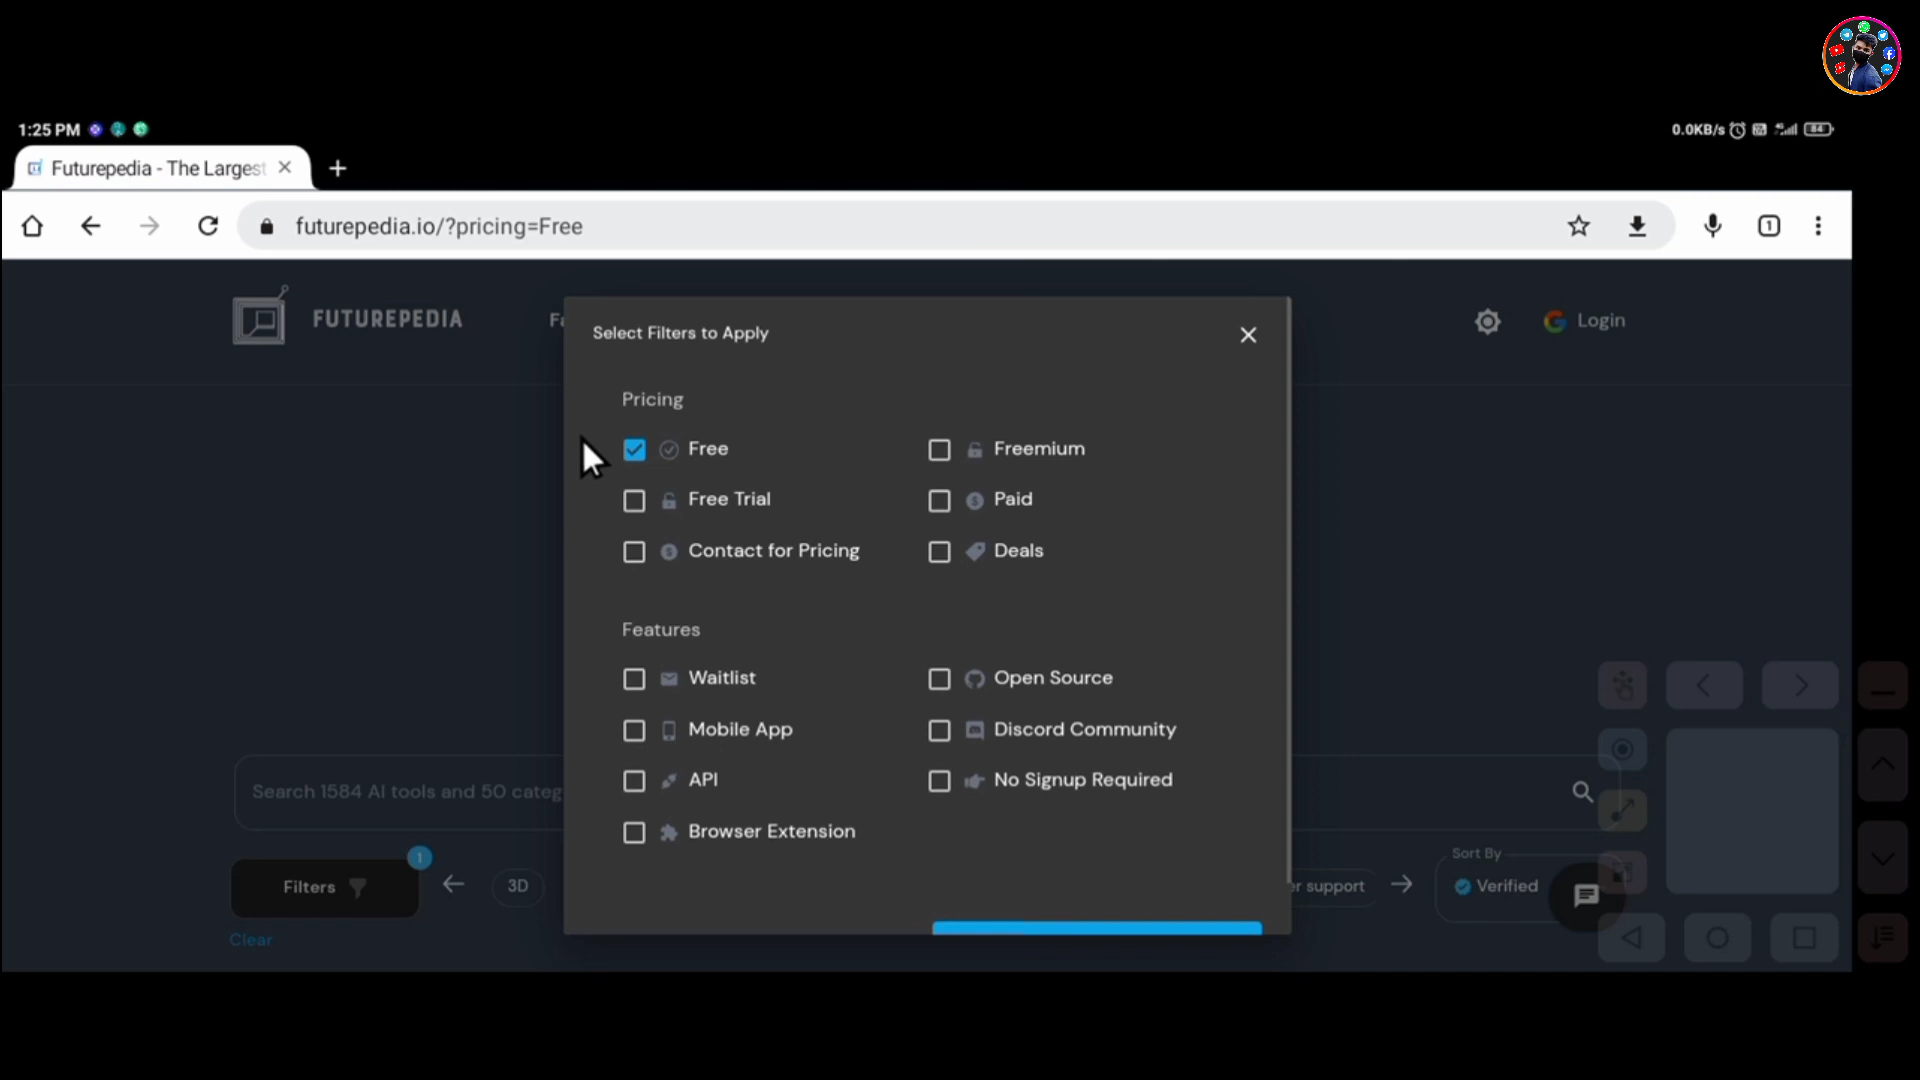 1:25 PM
0.0KB/s
84
Futurepedia - The Largest
futurepedia.io/?pricing=Free
1
FUTUREPEDIA
Login
Select Filters to Apply
Pricing
Free
Freemium
Free Trial
Paid
Contact for Pricing
Deals
Features
Waitlist
Open Source
Mobile App
Discord Community
API
No Signup Required
Browser Extension
Search 1584 AI tools and 50 categ
Filters
1
3D
er support
Sort By
Verified
Clear